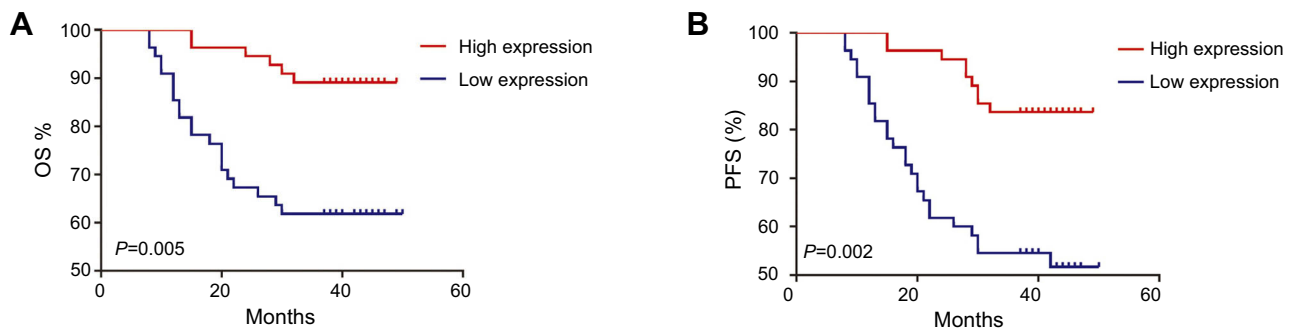 A
100
90
80
70
60
50
OS %
High expression
Low expression
P=0.005
0
20
40
60
Months
B
100
90
80
70
60
50
PFS (%)
High expression
Low expression
P=0.002
0
20
40
60
Months